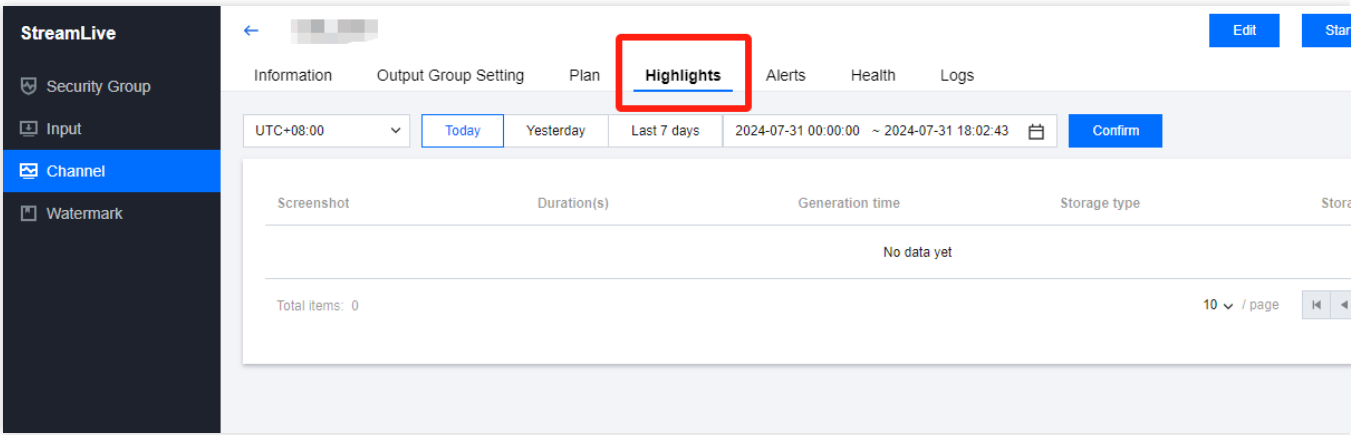 StreamLive
Edit
Star
Information Output Group Setting Plan Highlights Alerts Health Logs
Security Group
Input
Channel
Watermark
UTC+08:00 Today Yesterday Last 7 days 2024-07-31 00:00:00 ~ 2024-07-31 18:02:43 Confirm
Screenshot Duration(s) Generation time Storage type Stora
No data yet
Total items: 0 10 / page